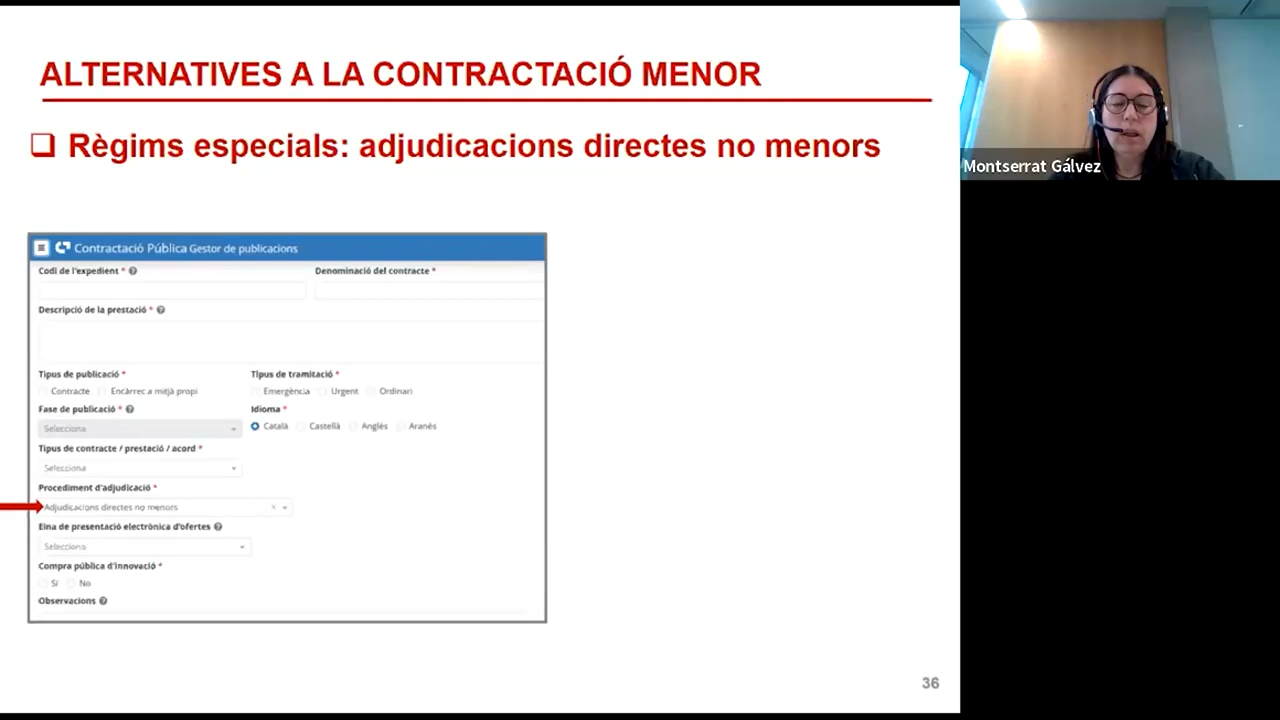 ALTERNATIVES A LA CONTRACTACIÓ MENOR
Règims especials: adjudicacions directes no menors
Contractació Pública Gestor de publicacions
Codi de l'expedient * Denominació del contracte *
Descripció de la prestació *
Tipus de publicació * Tipus de tramitació *
Contracte Encàrrec a mitjà propi Emergència Urgent Ordinari
Fase de publicació * Idioma *
Selecciona Català Castellà Anglès Aranès
Tipus de contracte / prestació / acord *
Selecciona
Procediment d'adjudicació *
Adjudicacions directes no menors
Eina de presentació electrònica d'ofertes
Selecciona
Compra pública d'innovació *
Sí No
Observacions
36
Montserrat Gálvez